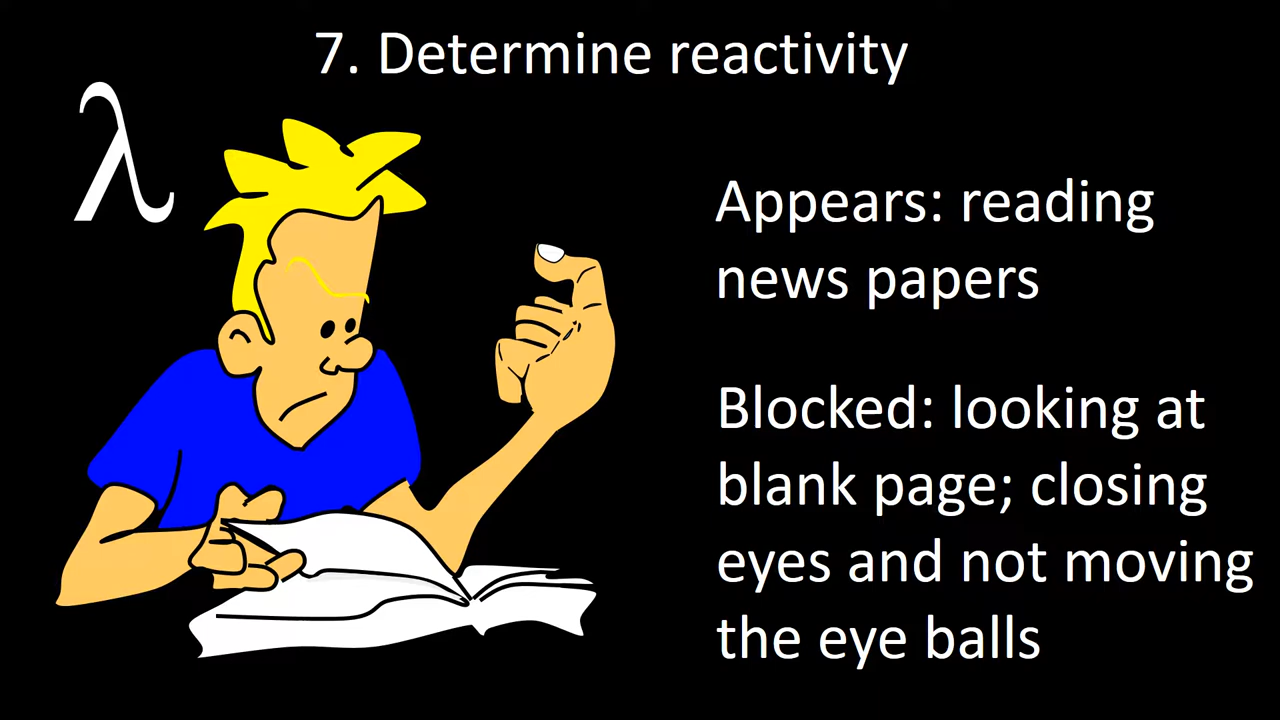 7. Determine reactivity
λ
Appears: reading
news papers
Blocked: looking at
blank page; closing
eyes and not moving
the eye balls